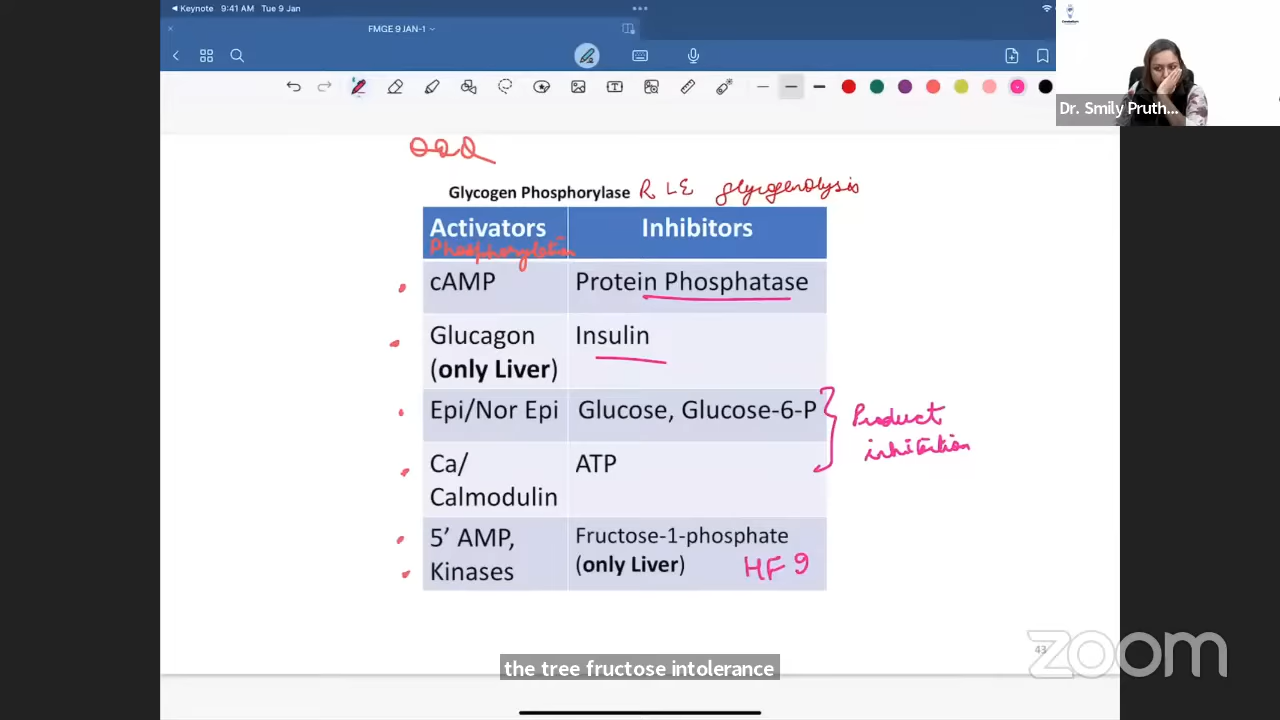 Keynote 9:41 AM Tue 9 Jan
FMGE 9 JAN-1
Dr. Smily Pruth...
Glycogen Phosphorylase R L E glycogenolysis
Activators Inhibitors
Phosphorylation
cAMP Protein Phosphatase
Glucagon Insulin
(only Liver)
Epi/Nor Epi Glucose, Glucose-6-P
Product
inhibition
Ca/ ATP
Calmodulin
5’ AMP, Fructose-1-phosphate
Kinases (only Liver) HF 9
43
zoom
the tree fructose intolerance